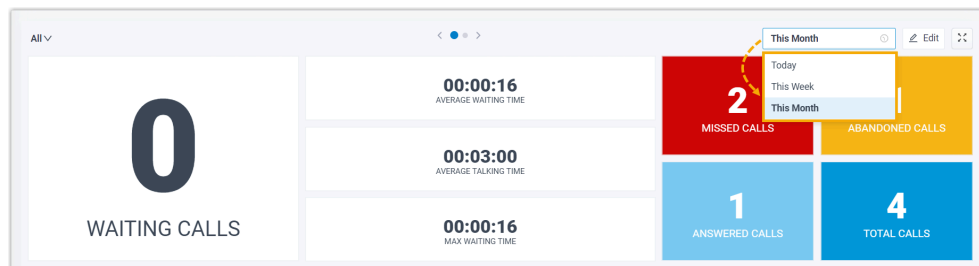 All
This Month
Edit
Today
This Week
This Month
0
WAITING CALLS
00:00:16
AVERAGE WAITING TIME
00:03:00
AVERAGE TALKING TIME
00:00:16
MAX WAITING TIME
2
MISSED CALLS
ABANDONED CALLS
1
ANSWERED CALLS
4
TOTAL CALLS